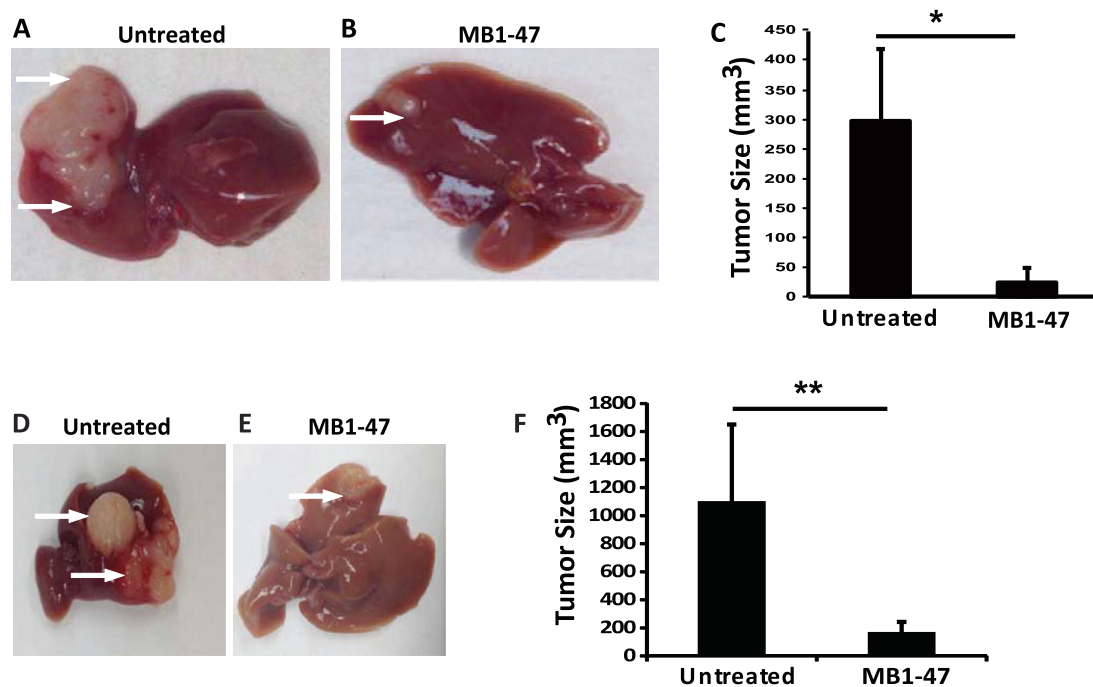 A
Untreated
B
MB1-47
C
*
Tumor Size (mm3)
450
400
350
300
250
200
150
100
50
0
Untreated
MB1-47
D
Untreated
E
MB1-47
F
**
Tumor Size (mm3)
1800
1600
1400
1200
1000
800
600
400
200
0
Untreated
MB1-47